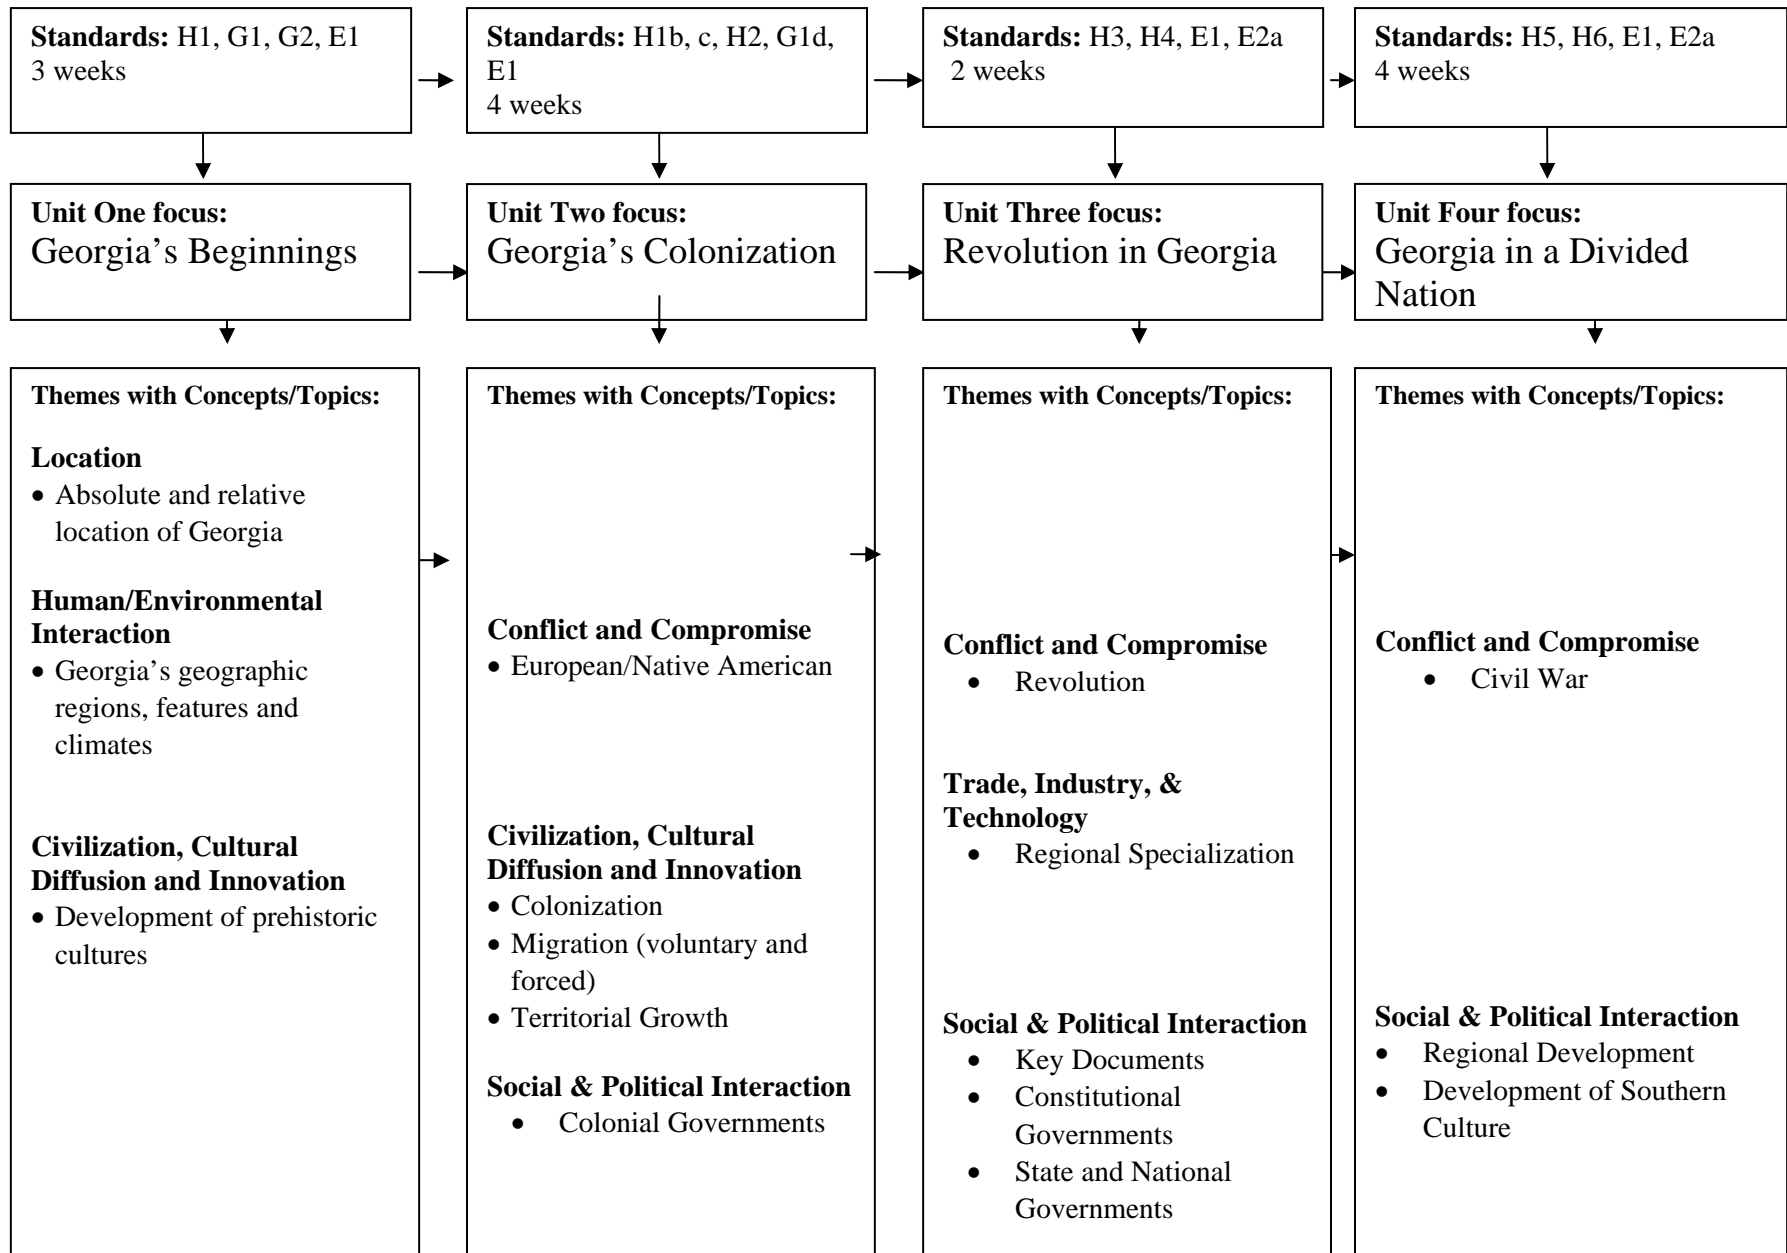 Standards: H1, G1, G2, E1
3 weeks
Standards: H1b, c, H2, G1d,
E1
4 weeks
Standards: H3, H4, E1, E2a
2 weeks
Standards: H5, H6, E1, E2a
4 weeks
Unit One focus:
Georgia’s Beginnings
Unit Two focus:
Georgia’s Colonization
Unit Three focus:
Revolution in Georgia
Unit Four focus:
Georgia in a Divided
Nation
Themes with Concepts/Topics:
Location
• Absolute and relative
location of Georgia
Human/Environmental
Interaction
• Georgia’s geographic
regions, features and
climates
Civilization, Cultural
Diffusion and Innovation
• Development of prehistoric
cultures
Themes with Concepts/Topics:
Conflict and Compromise
• European/Native American
Civilization, Cultural
Diffusion and Innovation
• Colonization
• Migration (voluntary and
forced)
• Territorial Growth
Social & Political Interaction
• Colonial Governments
Themes with Concepts/Topics:
Conflict and Compromise
• Revolution
Trade, Industry, &
Technology
• Regional Specialization
Social & Political Interaction
• Key Documents
• Constitutional
Governments
• State and National
Governments
Themes with Concepts/Topics:
Conflict and Compromise
• Civil War
Social & Political Interaction
• Regional Development
• Development of Southern
Culture